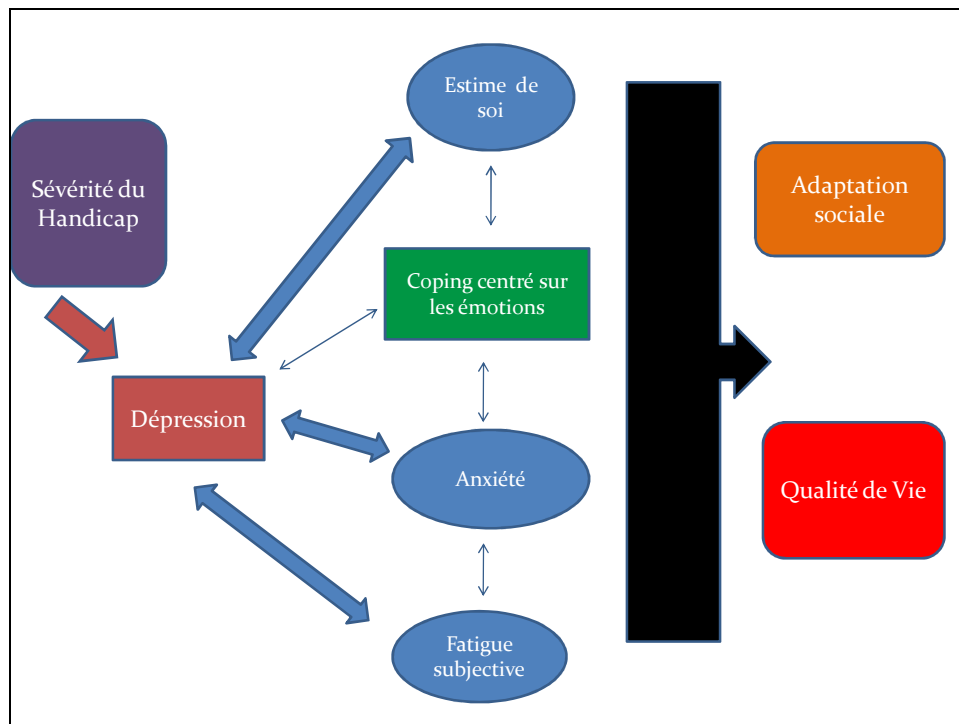 Estime de
soi
Sévérité du
Handicap
Adaptation
sociale
Coping centré sur
les émotions
Dépression
Anxiété
Qualité de Vie
Fatigue
subjective